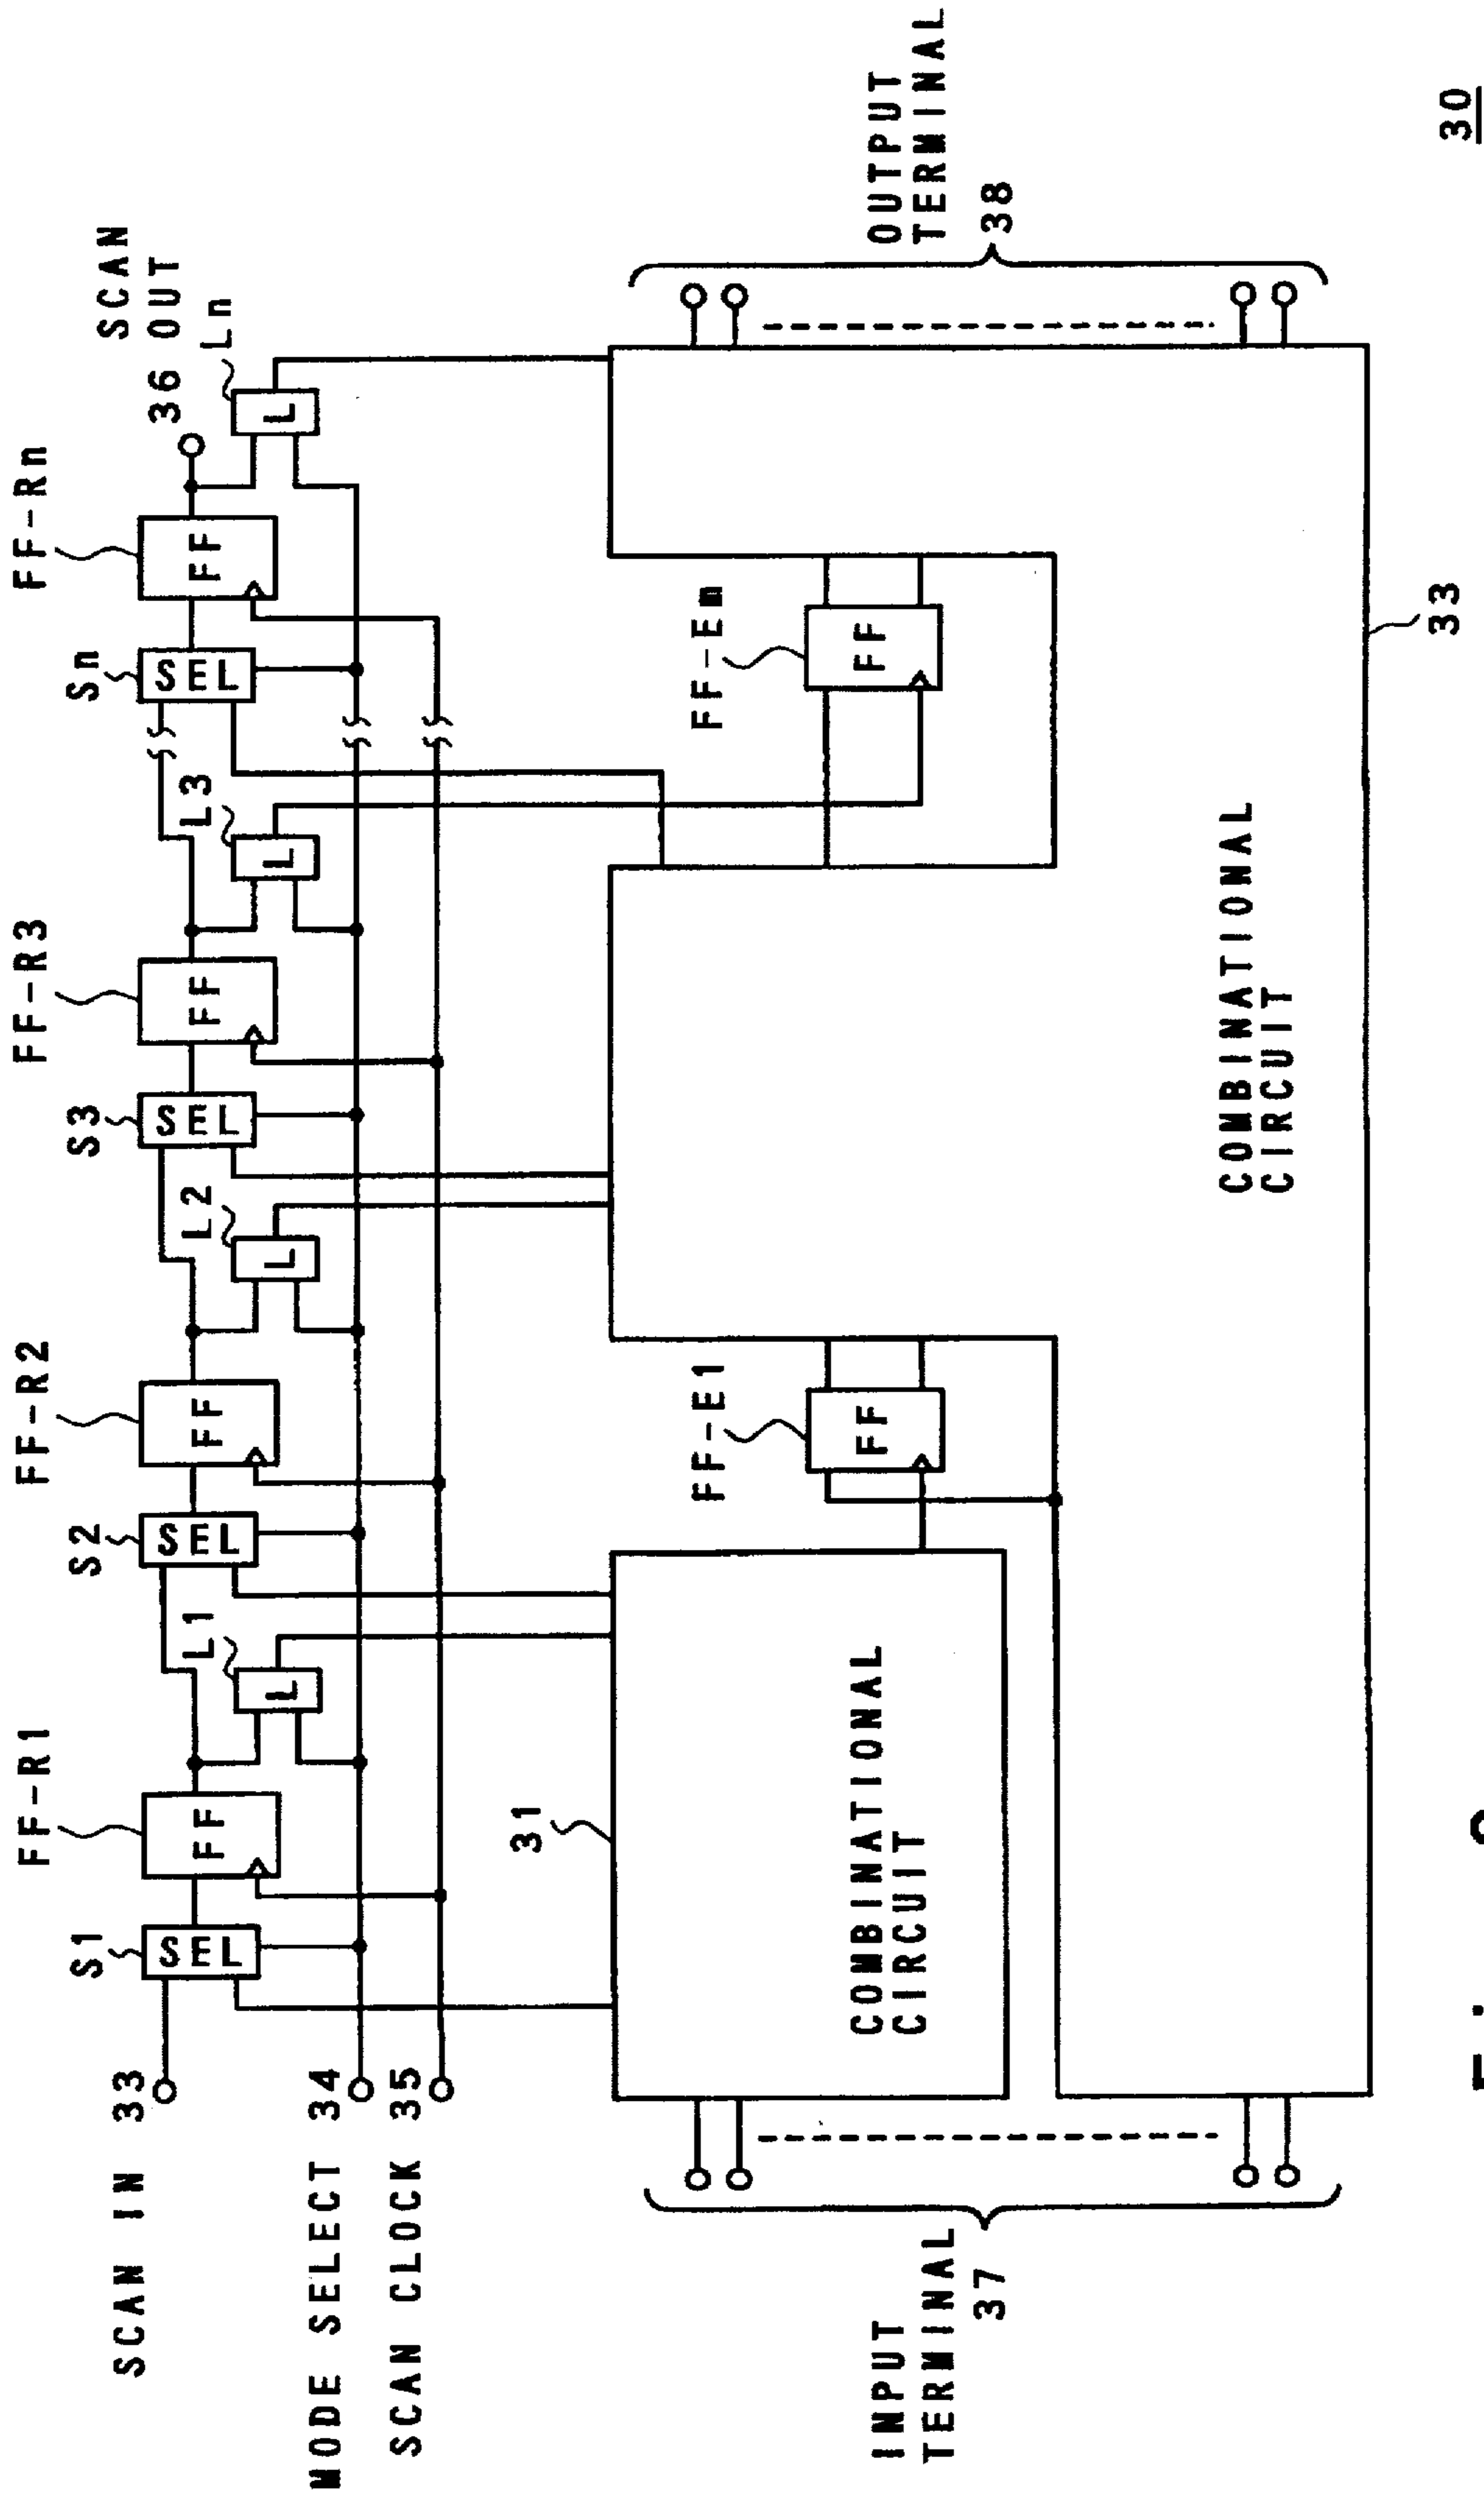 FF-R1
FF-R2
FF-R3
FF-Rn
SCAN
OUT
S1
S2
S3
Sn
36
SCAN IN 33
SEL
FF
SEL
FF
SEL
FF
SEL
FF
L1
L2
L3
Ln
L
L
L
L
MODE SELECT 34
SCAN CLOCK 35
31
FF-E1
FF-Em
FF
FF
COMBINATIONAL
CIRCUIT
INPUT
TERMINAL
37
OUTPUT
TERMINAL
38
COMBINATIONAL
CIRCUIT
33
30